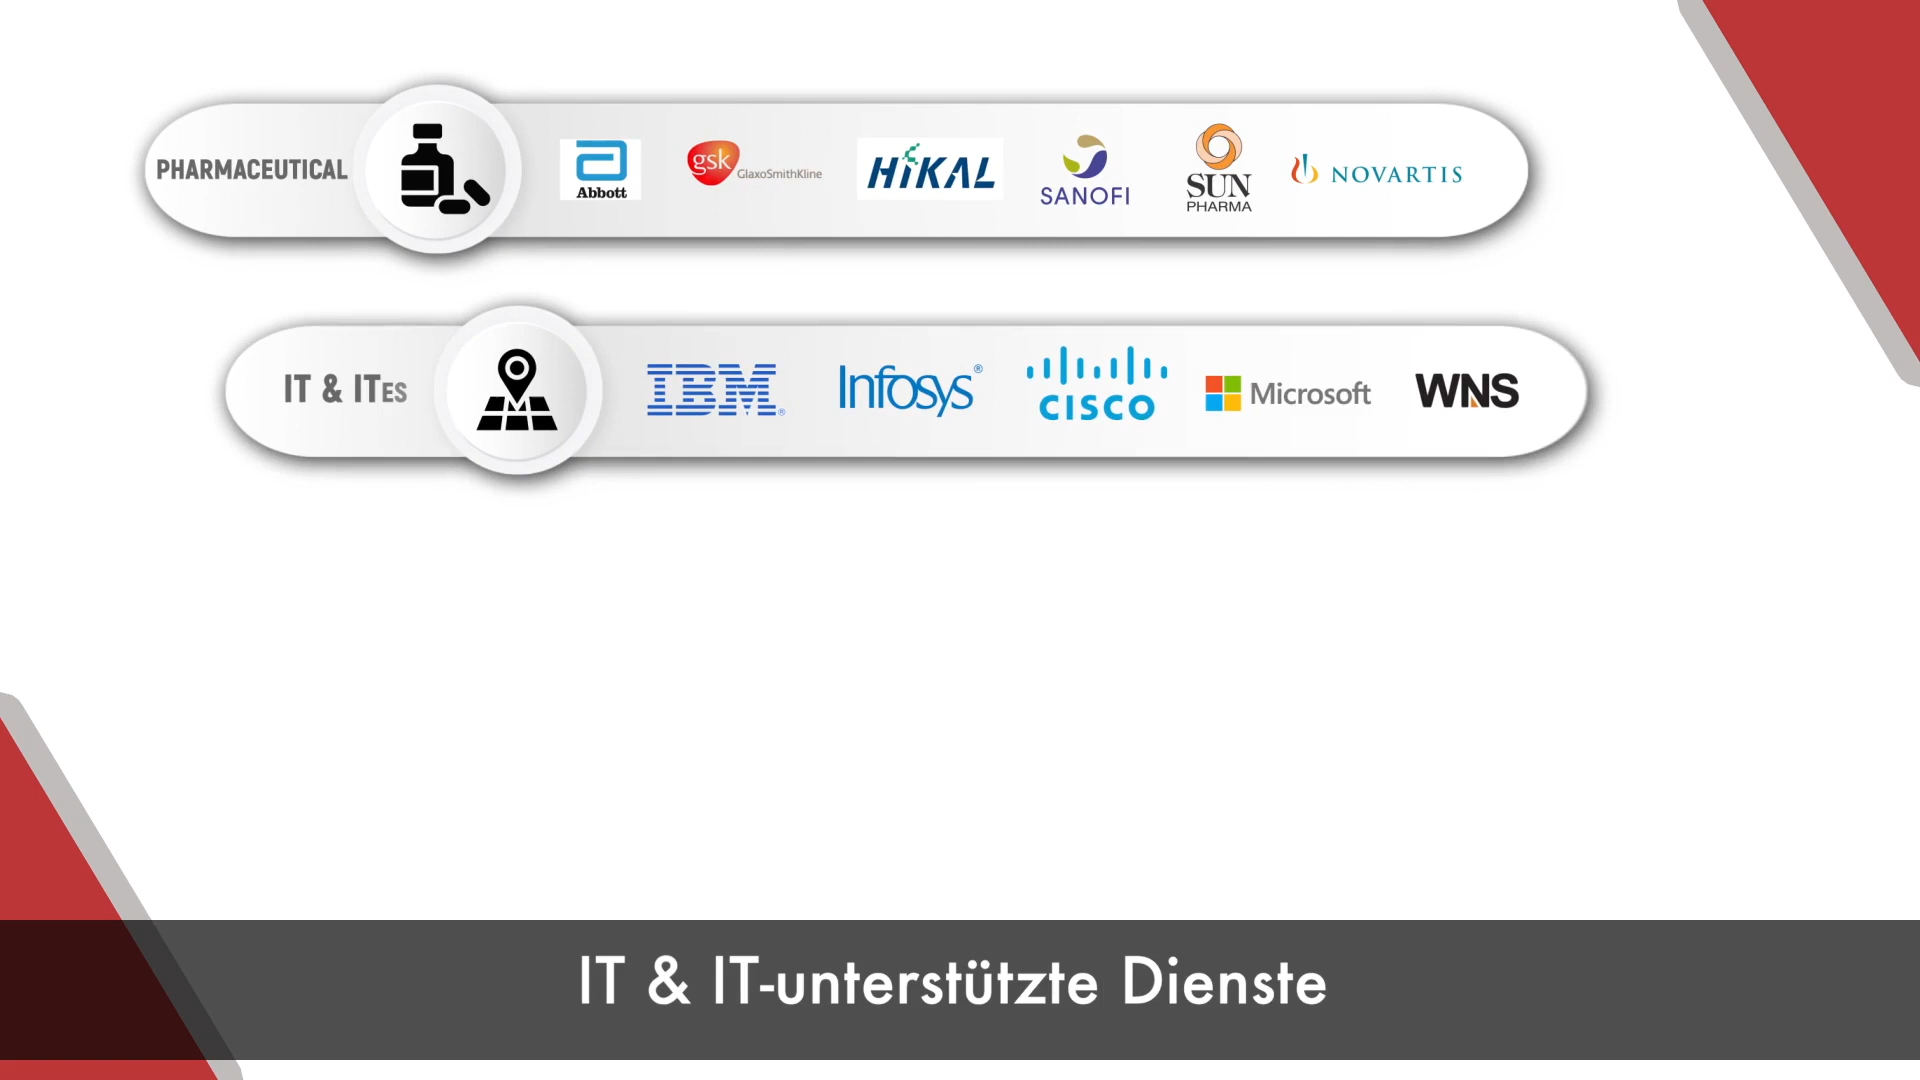 PHARMACEUTICAL
Abbott
gsk GlaxoSmithKline
HiKAL
SANOFI
SUN
PHARMA
NOVARTIS
IT & ITES
IBM®
Infosys®
CISCO
Microsoft
WNS
IT & IT-unterstützte Dienste